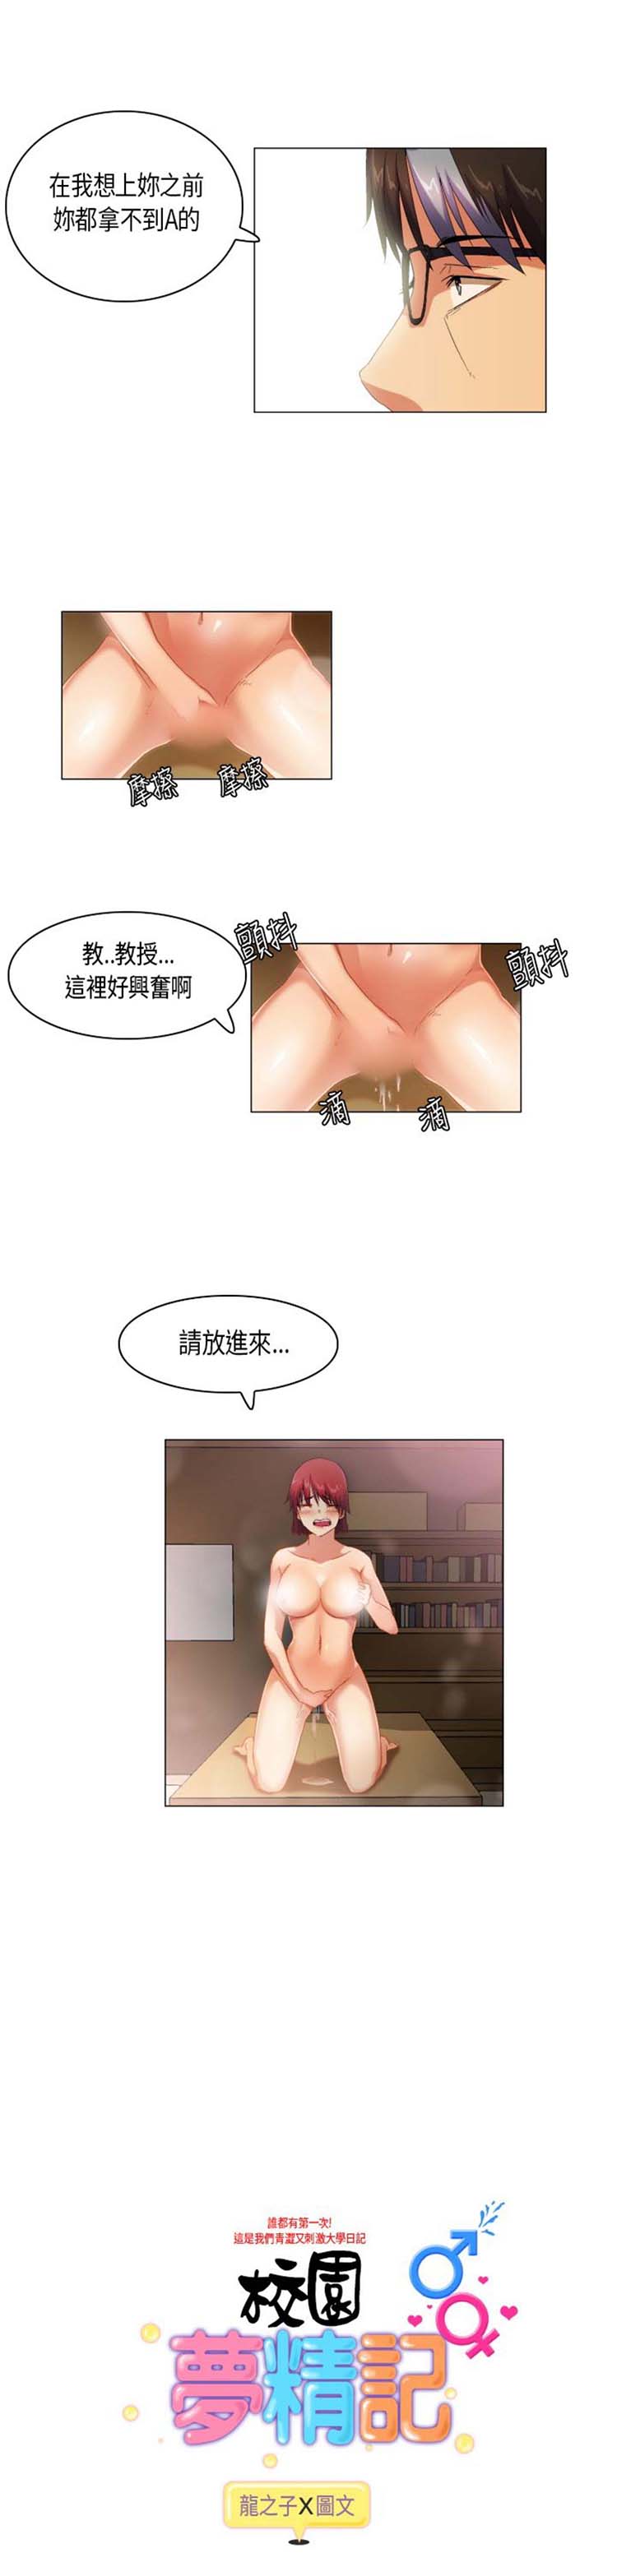 在我想上妳之前
妳都拿不到A的
摩擦
摩擦
教..教授...
這裡好興奮啊
顫抖
顫抖
滴
滴
請放進來...
誰都有第一次!
這是我們青澀又刺激大學日記
校園
夢精記
龍之子X圖文